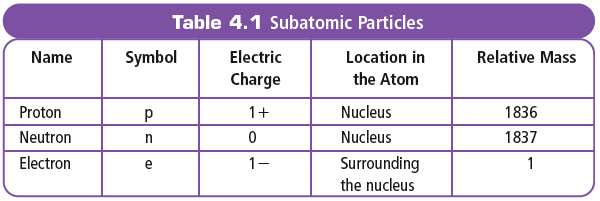 Table 4.1 Subatomic Particles
Name Symbol Electric Charge Location in the Atom Relative Mass
Proton p 1+ Nucleus 1836
Neutron n 0 Nucleus 1837
Electron e 1− Surrounding the nucleus 1